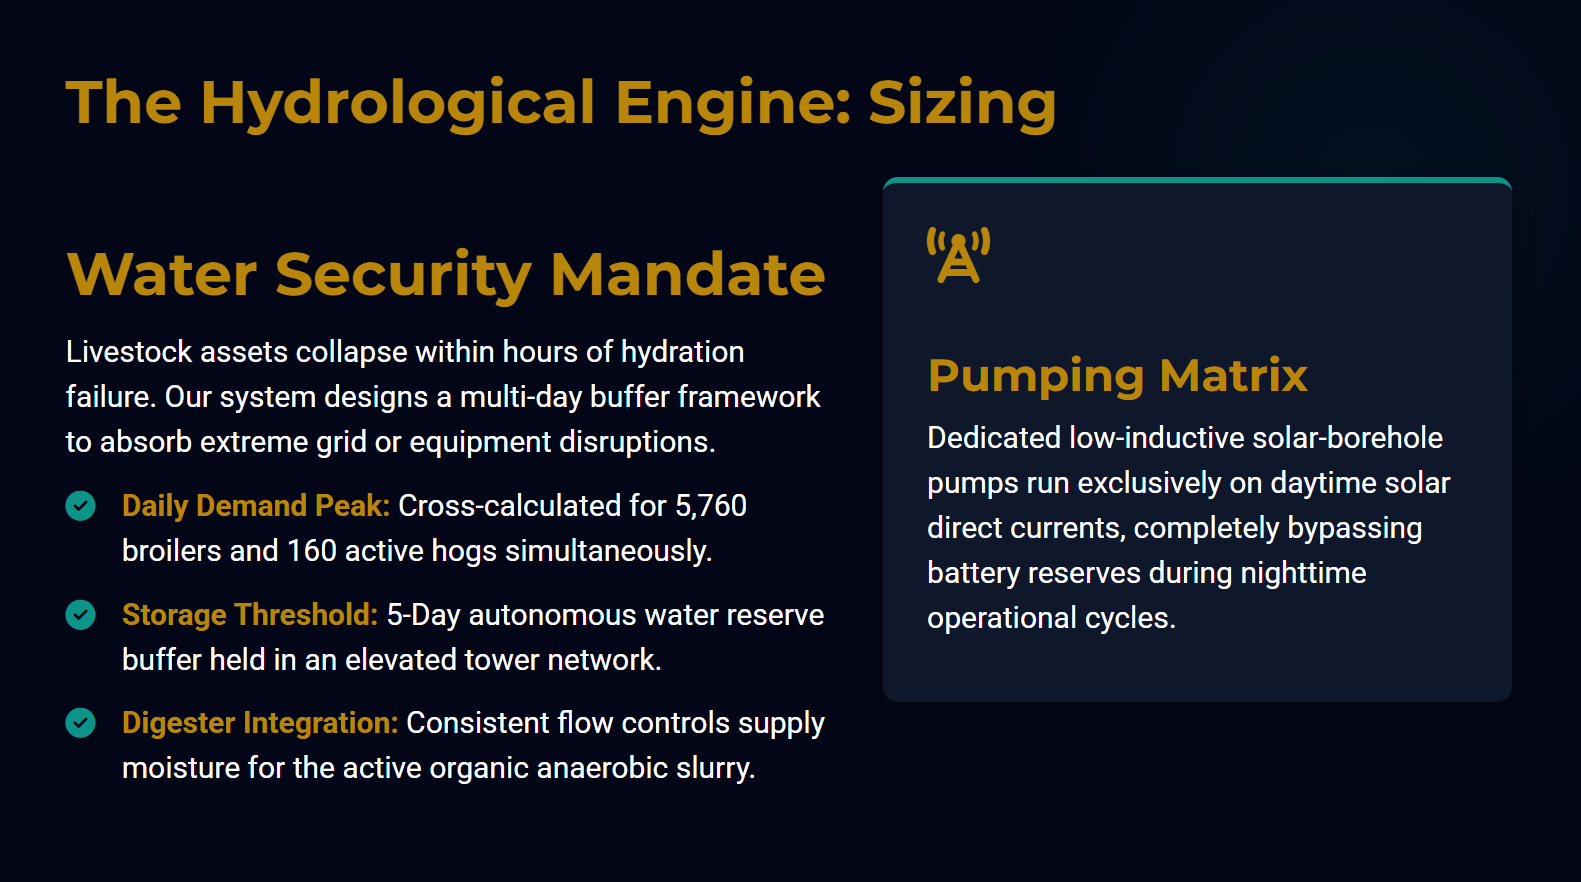 The Hydrological Engine: Sizing
Water Security Mandate
Livestock assets collapse within hours of hydration
failure. Our system designs a multi-day buffer framework
to absorb extreme grid or equipment disruptions.
Daily Demand Peak: Cross-calculated for 5,760
broilers and 160 active hogs simultaneously.
Storage Threshold: 5-Day autonomous water reserve
buffer held in an elevated tower network.
Digester Integration: Consistent flow controls supply
moisture for the active organic anaerobic slurry.
Pumping Matrix
Dedicated low-inductive solar-borehole
pumps run exclusively on daytime solar
direct currents, completely bypassing
battery reserves during nighttime
operational cycles.